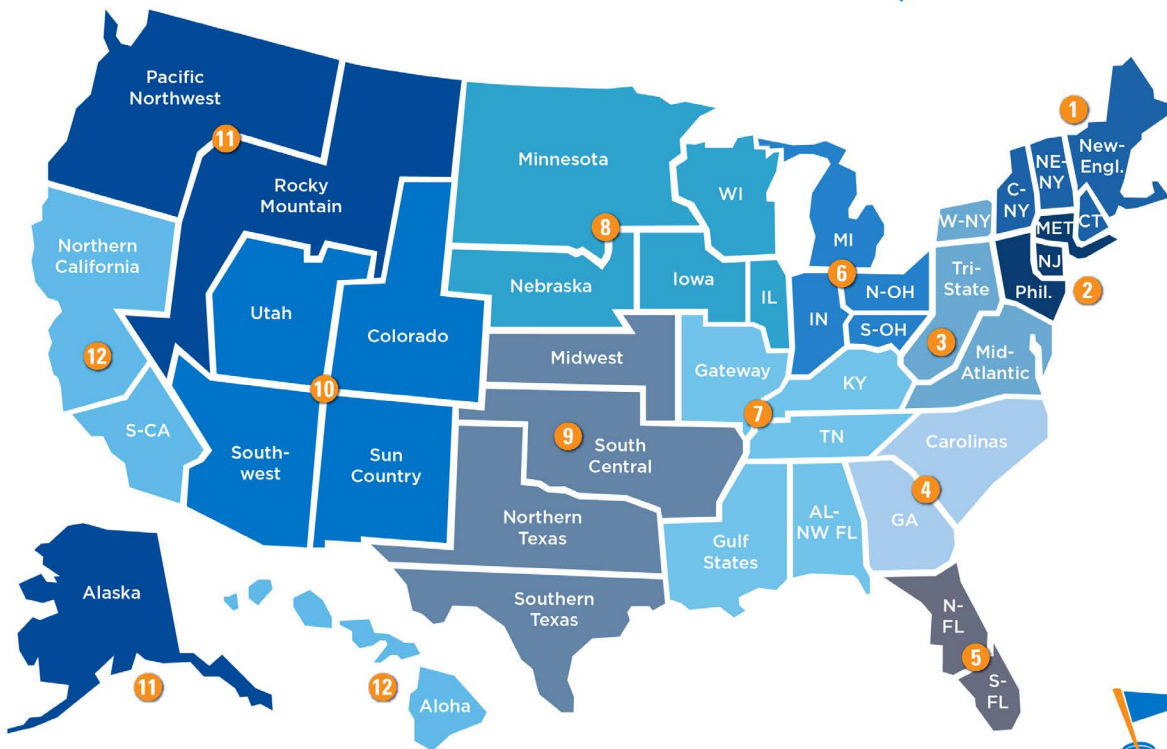 Pacific
Northwest
11
Rocky
Mountain
Minnesota
WI
8
MI
1
New-
Engl.
NE-
NY
C-
NY
W-NY
MET
CT
NJ
2
Phil.
Tri-
State
3
Mid-
Atlantic
Northern
California
12
S-CA
Utah
Colorado
10
South-
west
Sun
Country
Nebraska
Iowa
IL
6
N-OH
IN
S-OH
Midwest
Gateway
KY
7
TN
9
South
Central
Carolinas
4
GA
Northern
Texas
Gulf
States
AL-
NW FL
Southern
Texas
N-
FL
5
S-
FL
Alaska
11
12
Aloha